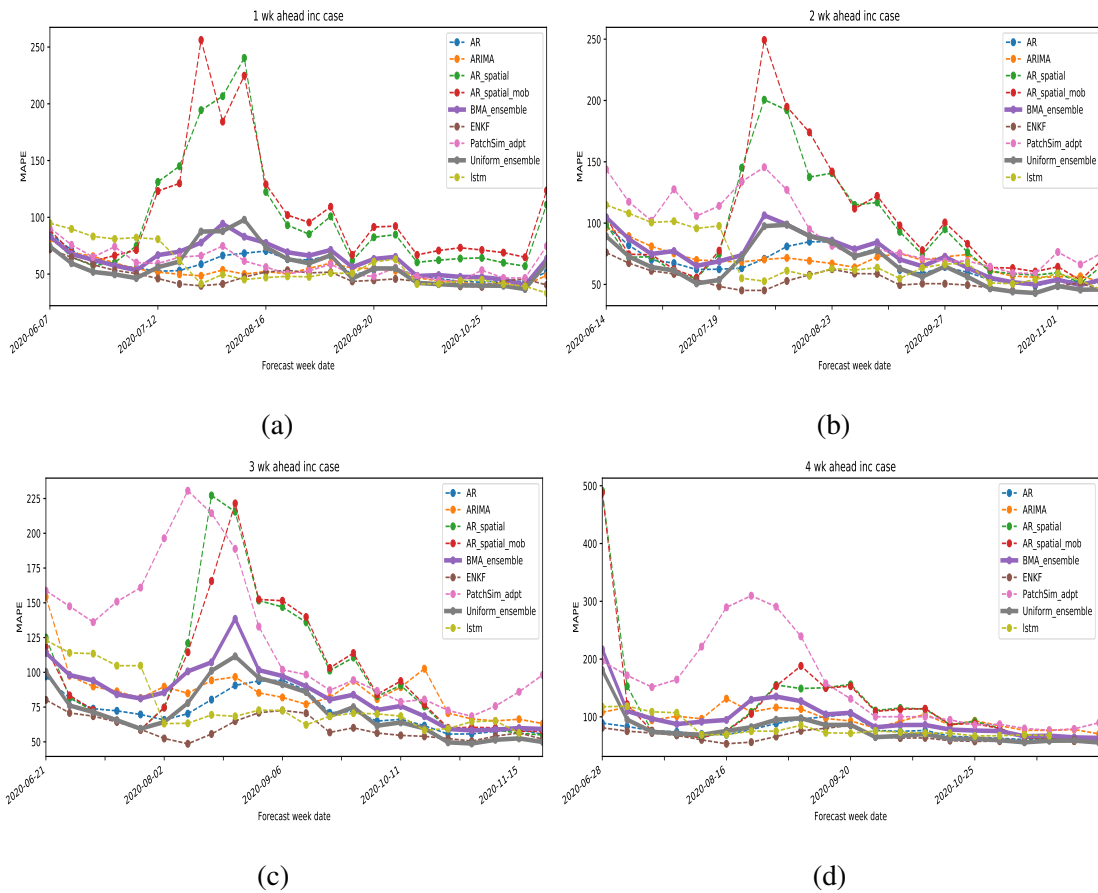 1 wk ahead inc case
MAPE
250
200
150
100
50
2020-06-07
2020-07-12
2020-08-16
2020-09-20
2020-10-25
Forecast week date
AR
ARIMA
AR_spatial
AR_spatial_mob
BMA_ensemble
ENKF
PatchSim_adpt
Uniform_ensemble
lstm
(a)
2 wk ahead inc case
MAPE
250
200
150
100
50
2020-06-14
2020-07-19
2020-08-23
2020-09-27
2020-11-01
Forecast week date
AR
ARIMA
AR_spatial
AR_spatial_mob
BMA_ensemble
ENKF
PatchSim_adpt
Uniform_ensemble
lstm
(b)
3 wk ahead inc case
MAPE
225
200
175
150
125
100
75
50
2020-06-21
2020-08-02
2020-09-06
2020-10-11
2020-11-15
Forecast week date
AR
ARIMA
AR_spatial
AR_spatial_mob
BMA_ensemble
ENKF
PatchSim_adpt
Uniform_ensemble
lstm
(c)
4 wk ahead inc case
MAPE
500
400
300
200
100
2020-06-28
2020-08-16
2020-09-20
2020-10-25
Forecast week date
AR
ARIMA
AR_spatial
AR_spatial_mob
BMA_ensemble
ENKF
PatchSim_adpt
Uniform_ensemble
lstm
(d)